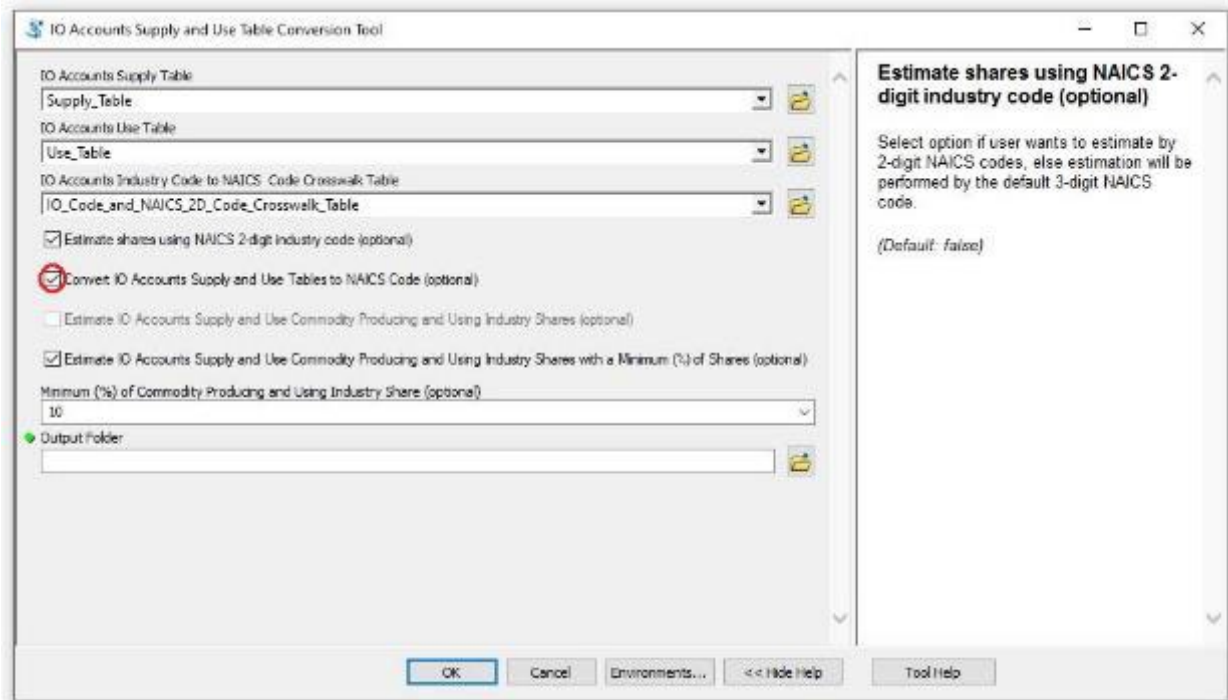 IO Accounts Supply and Use Table Conversion Tool
IO Accounts Supply Table
Supply_Table
IO Accounts Use Table
Use_Table
IO Accounts Industry Code to NAICS Code Crosswalk Table
IO_Code_and_NAICS_2D_Code_Crosswalk_Table
Estimate shares using NAICS 2-digit industry code (optional)
Convert IO Accounts Supply and Use Tables to NAICS Code (optional)
Estimate IO Accounts Supply and Use Commodity Producing and Using Industry Shares (optional)
Estimate IO Accounts Supply and Use Commodity Producing and Using Industry Shares with a Minimum (%) of Shares (optional)
Minimum (%) of Commodity Producing and Using Industry Share (optional)
10
Output Folder
OK
Cancel
Environments...
<< Hide Help
Estimate shares using NAICS 2-
digit industry code (optional)
Select option if user wants to estimate by
2-digit NAICS codes, else estimation will be
performed by the default 3-digit NAICS
code.
(Default: false)
Tool Help